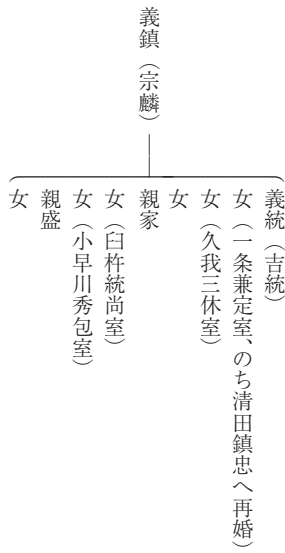 義鎮（宗麟）
義統（吉統）
女（一条兼定室、のち清田鎮忠へ再婚）
女（久我三休室）
女
親家
女（臼杵統尚室）
女（小早川秀包室）
親盛
女